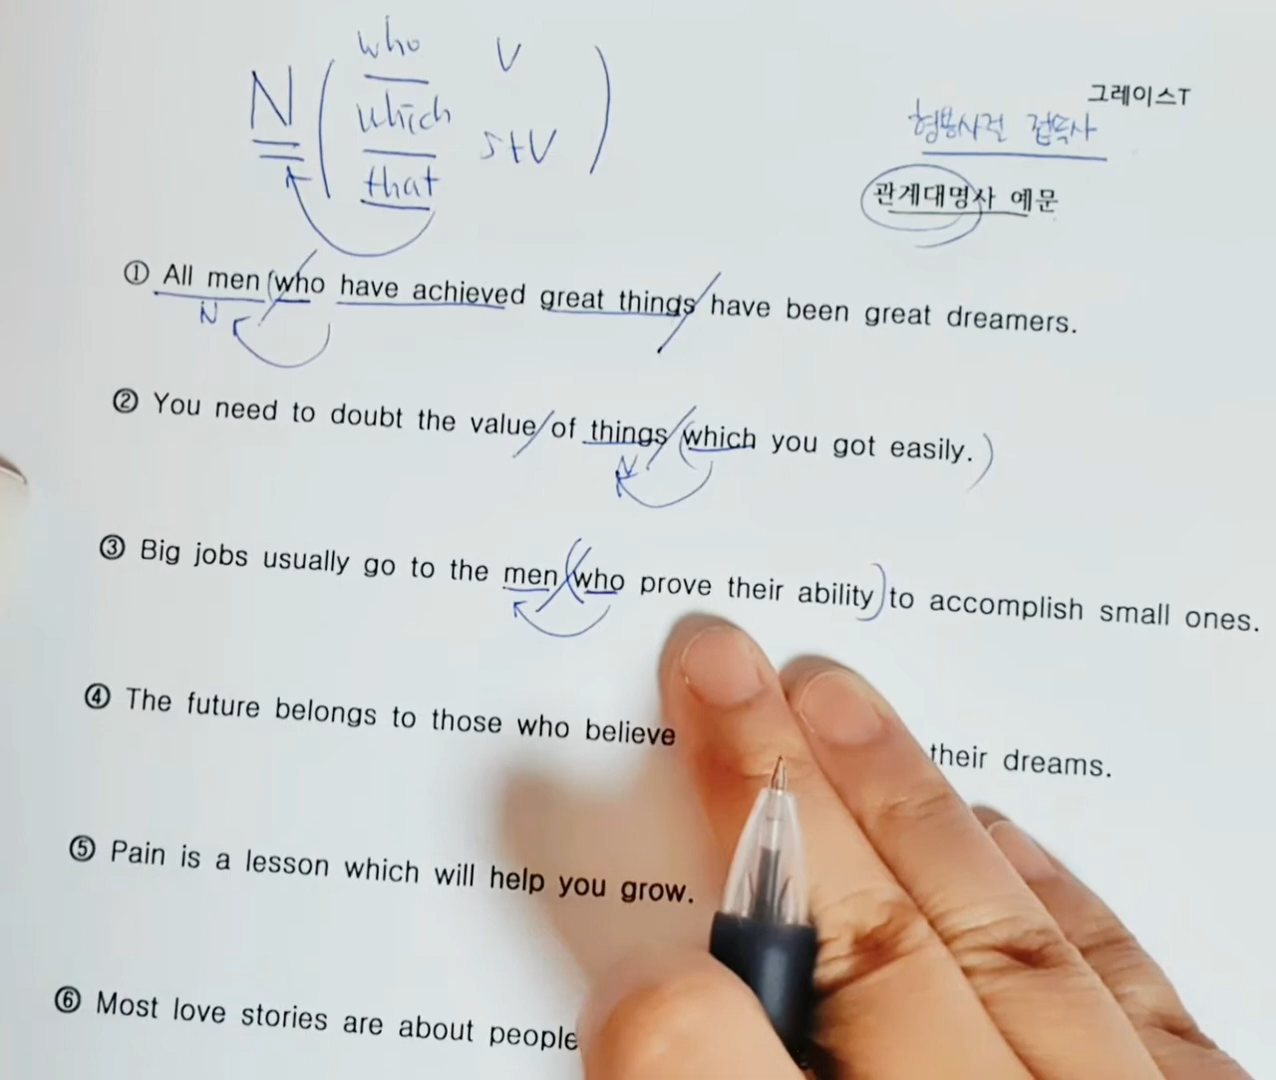 who V
N ( which S+V )
that
그레이스T
형용사절 접속사
관계대명사 예문
① All men (who have achieved great things / have been great dreamers.
N
② You need to doubt the value / of things / (which you got easily.)
N
③ Big jobs usually go to the men (who prove their ability) to accomplish small ones.
④ The future belongs to those who believe their dreams.
⑤ Pain is a lesson which will help you grow.
⑥ Most love stories are about people